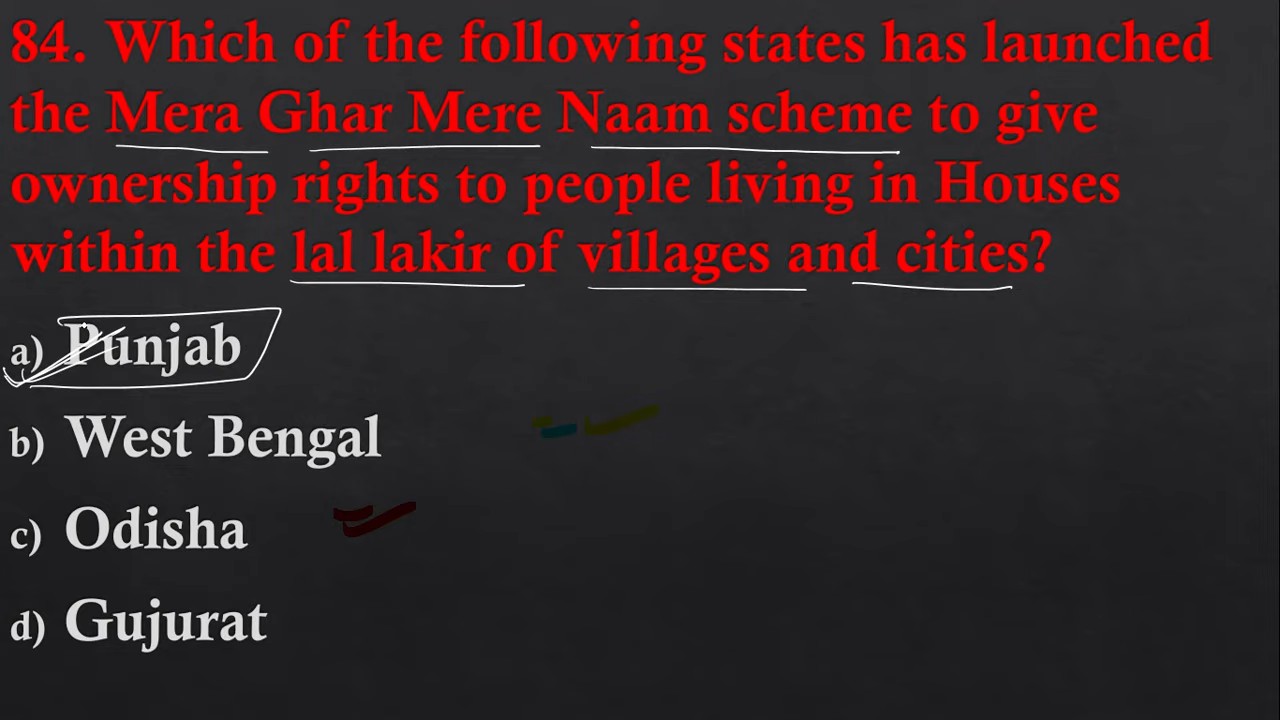 84. Which of the following states has launched
the Mera Ghar Mere Naam scheme to give
ownership rights to people living in Houses
within the lal lakir of villages and cities?
a) Punjab
b) West Bengal
c) Odisha
d) Gujurat